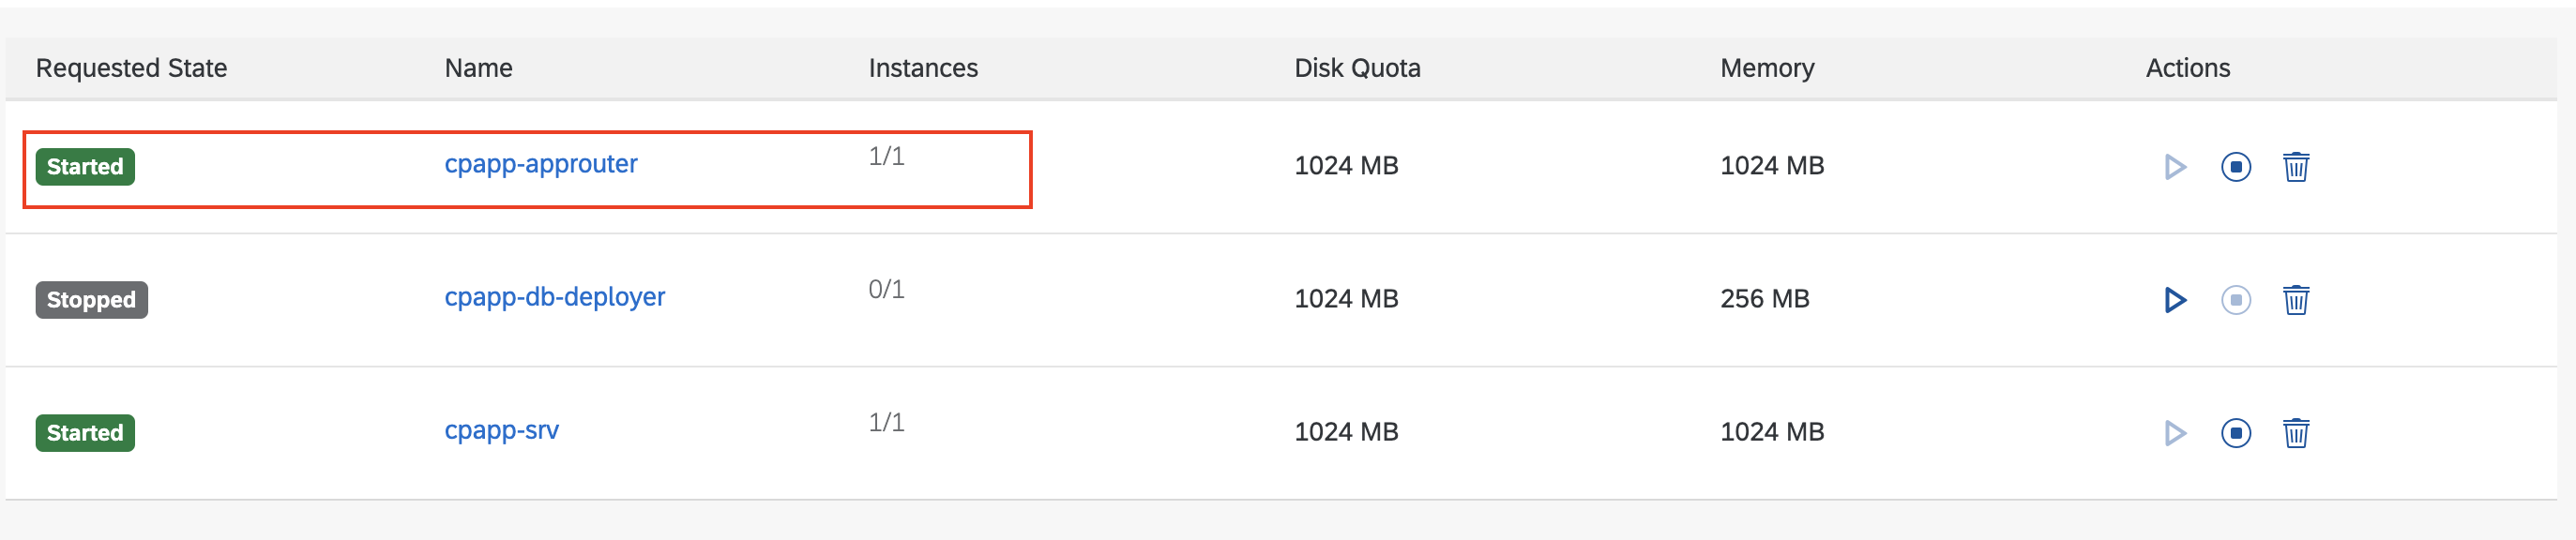 Requested State Name Instances Disk Quota Memory Actions
Started cpapp-approuter 1/1 1024 MB 1024 MB
Stopped cpapp-db-deployer 0/1 1024 MB 256 MB
Started cpapp-srv 1/1 1024 MB 1024 MB